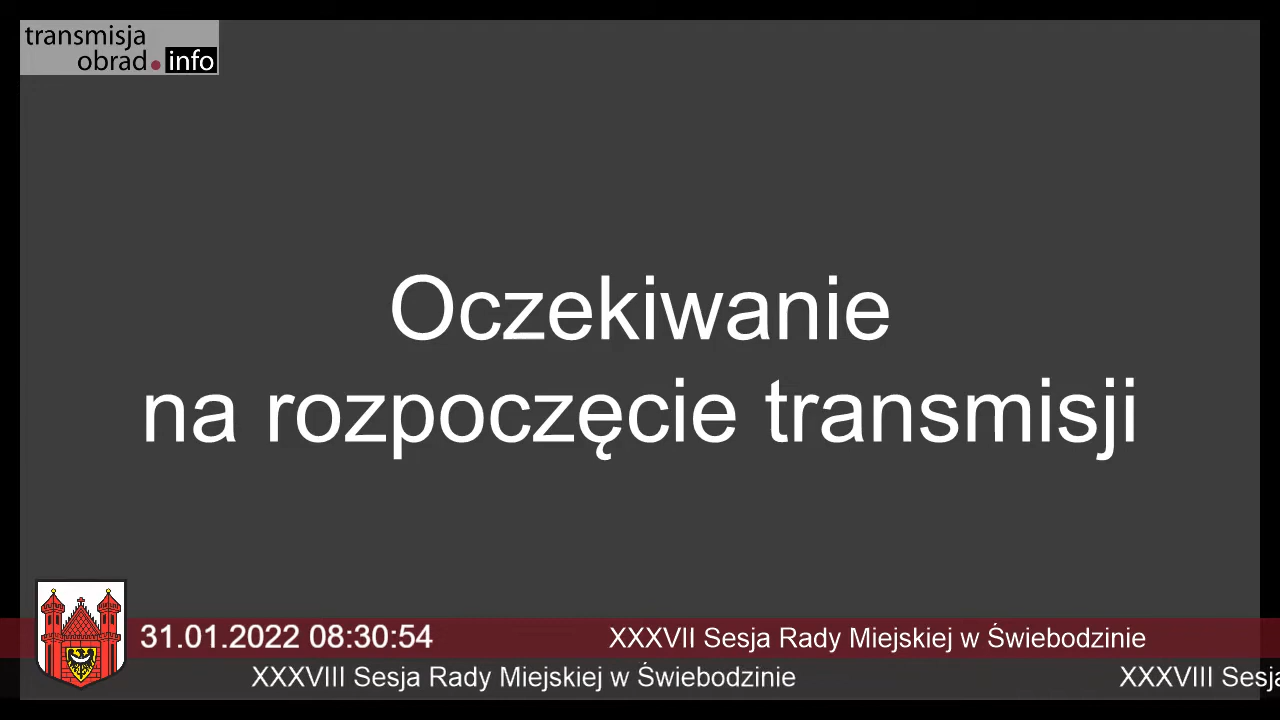 transmisja
obrad.info
Oczekiwanie
na rozpoczęcie transmisji
31.01.2022 08:30:54 XXXVII Sesja Rady Miejskiej w Świebodzinie
XXXVIII Sesja Rady Miejskiej w Świebodzinie XXXVIII Sesja